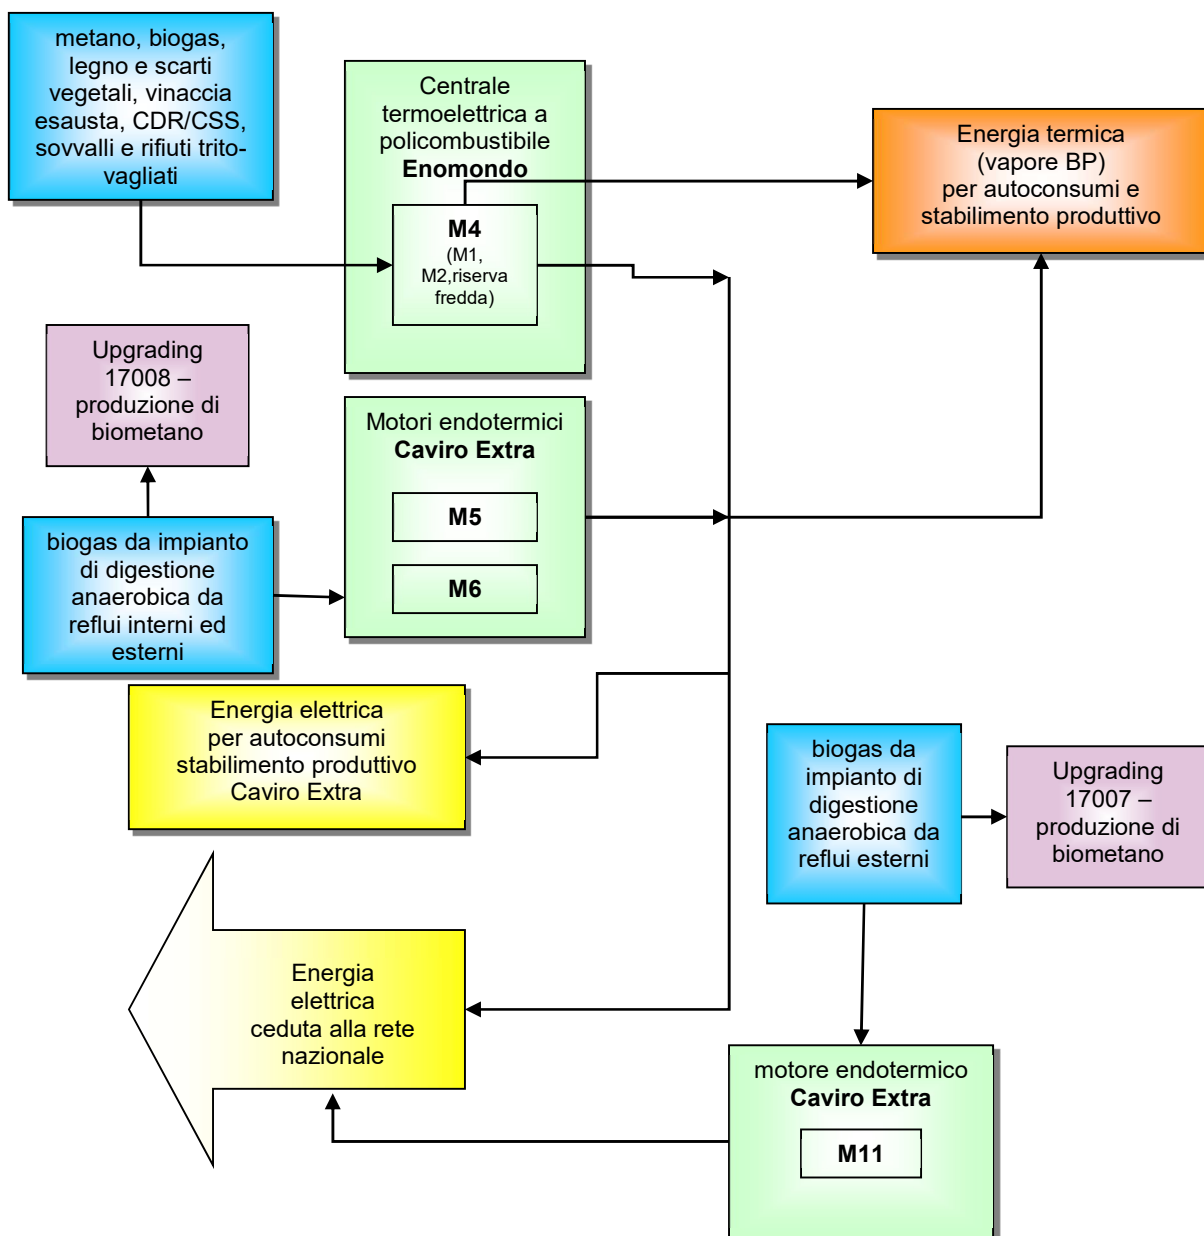 metano, biogas,
legno e scarti
vegetali, vinaccia
esausta, CDR/CSS,
sovvalli e rifiuti trito-
vagliati
Centrale
termoelettrica a
policombustibile
Enomondo
M4
(M1,
M2,riserva
fredda)
Energia termica
(vapore BP)
per autoconsumi e
stabilimento produttivo
Upgrading
17008 –
produzione di
biometano
Motori endotermici
Caviro Extra
M5
M6
biogas da impianto
di digestione
anaerobica da
reflui interni ed
esterni
Energia elettrica
per autoconsumi
stabilimento produttivo
Caviro Extra
biogas da
impianto di
digestione
anaerobica da
reflui esterni
Upgrading
17007 –
produzione di
biometano
Energia
elettrica
ceduta alla rete
nazionale
motore endotermico
Caviro Extra
M11